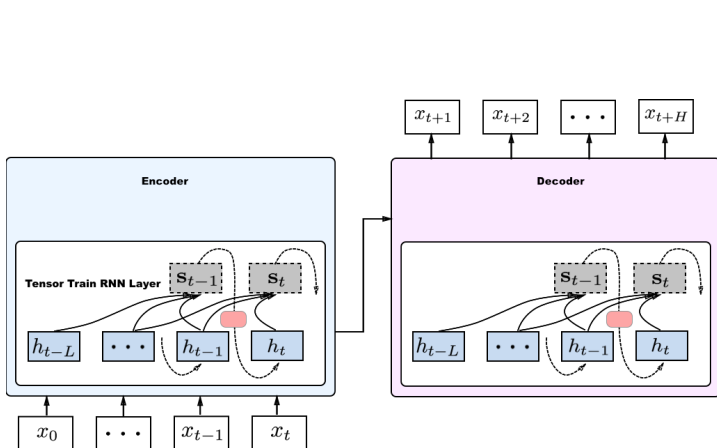 x_{t+1} x_{t+2} ··· x_{t+H}
Encoder
Decoder
Tensor Train RNN Layer
s_{t-1} s_t
s_{t-1} s_t
h_{t-L} ··· h_{t-1} h_t
h_{t-L} ··· h_{t-1} h_t
x_0 ··· x_{t-1} x_t